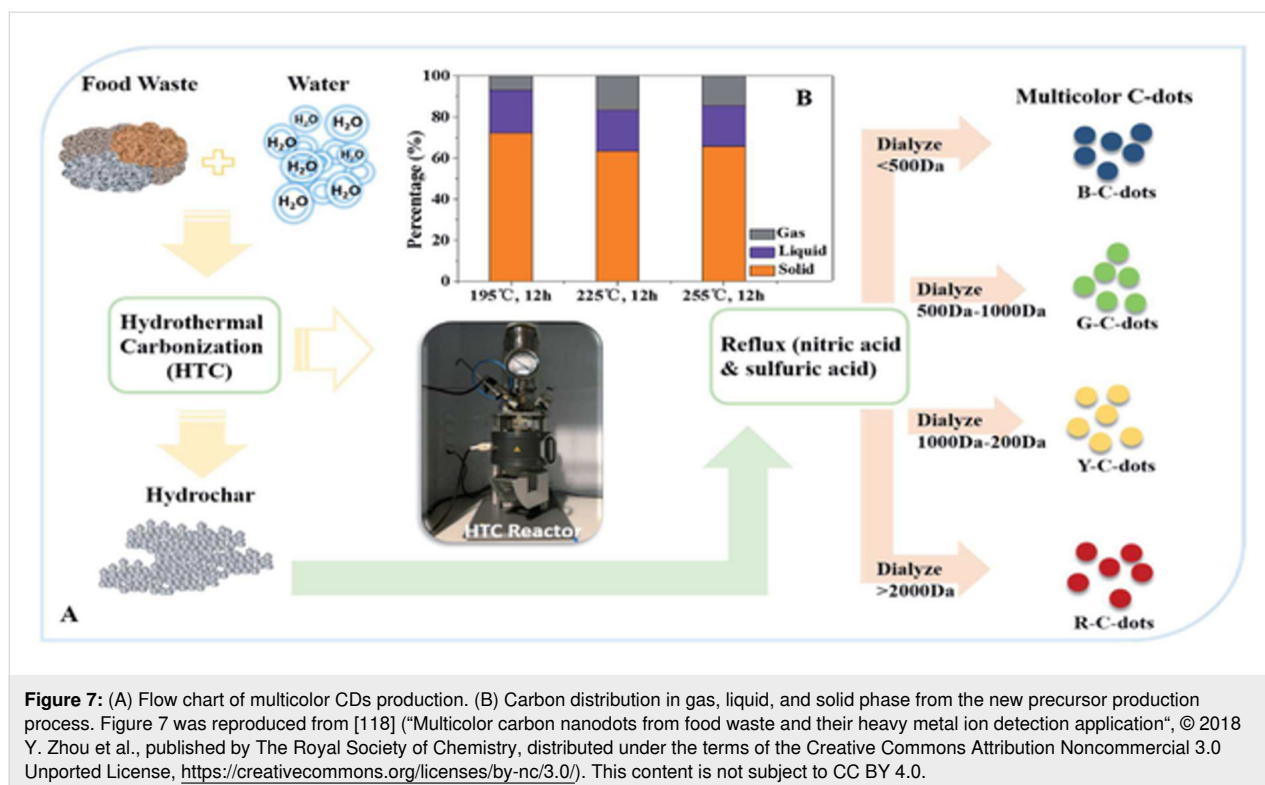 Food Waste
Water
H₂O
H₂O
H₂O
H₂O
H₂O
H₂O
H₂O
Hydrothermal
Carbonization
(HTC)
Hydrochar
A
B
Percentage (%)
100
80
60
40
20
0
Gas
Liquid
Solid
195℃, 12h
225℃, 12h
255℃, 12h
HTC Reactor
Reflux (nitric acid
& sulfuric acid)
Multicolor C-dots
Dialyze
<500Da
B-C-dots
Dialyze
500Da-1000Da
G-C-dots
Dialyze
1000Da-200Da
Y-C-dots
Dialyze
>2000Da
R-C-dots
Figure 7: (A) Flow chart of multicolor CDs production. (B) Carbon distribution in gas, liquid, and solid phase from the new precursor production
process. Figure 7 was reproduced from [118] (“Multicolor carbon nanodots from food waste and their heavy metal ion detection application“, © 2018
Y. Zhou et al., published by The Royal Society of Chemistry, distributed under the terms of the Creative Commons Attribution Noncommercial 3.0
Unported License, https://creativecommons.org/licenses/by-nc/3.0/). This content is not subject to CC BY 4.0.